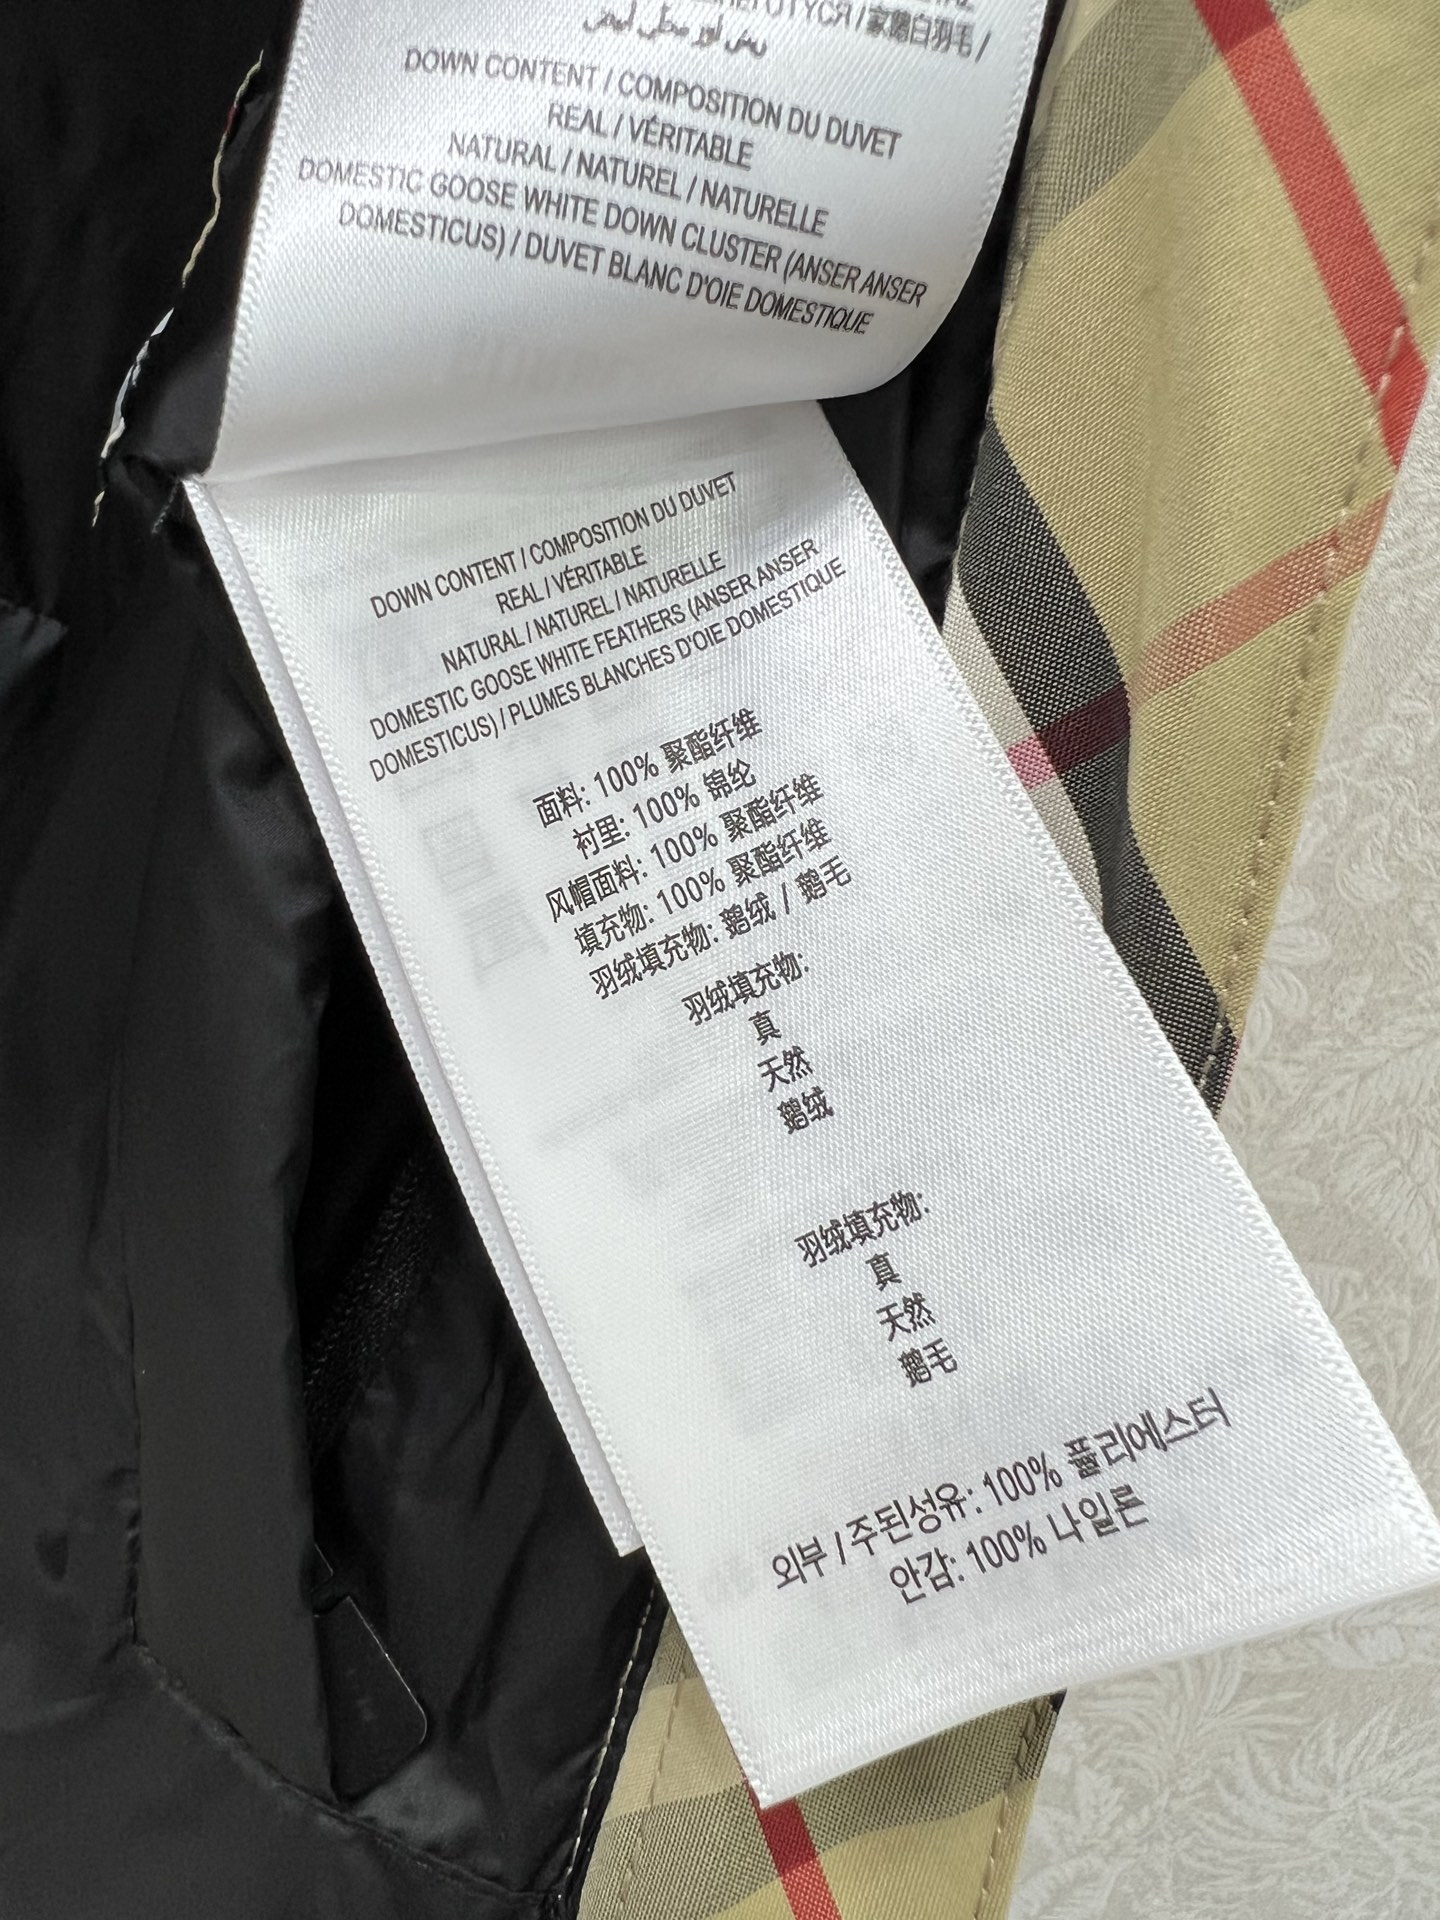 家鵝白羽毛 /
DOWN CONTENT / COMPOSITION DU DUVET
REAL / VÉRITABLE
NATURAL / NATUREL / NATURELLE
DOMESTIC GOOSE WHITE DOWN CLUSTER (ANSER ANSER
DOMESTICUS) / DUVET BLANC D'OIE DOMESTIQUE
DOWN CONTENT / COMPOSITION DU DUVET
REAL / VÉRITABLE
NATURAL / NATUREL / NATURELLE
DOMESTIC GOOSE WHITE FEATHERS (ANSER ANSER
DOMESTICUS) / PLUMES BLANCHES D'OIE DOMESTIQUE
面料: 100% 聚酯纤维
衬里: 100% 锦纶
风帽面料: 100% 聚酯纤维
填充物: 100% 聚酯纤维
羽绒填充物: 鹅绒 / 鹅毛
羽绒填充物:
真
天然
鹅绒
羽绒填充物:
真
天然
鹅毛
외부 / 주된성유: 100% 폴리에스터
안감: 100% 나일론